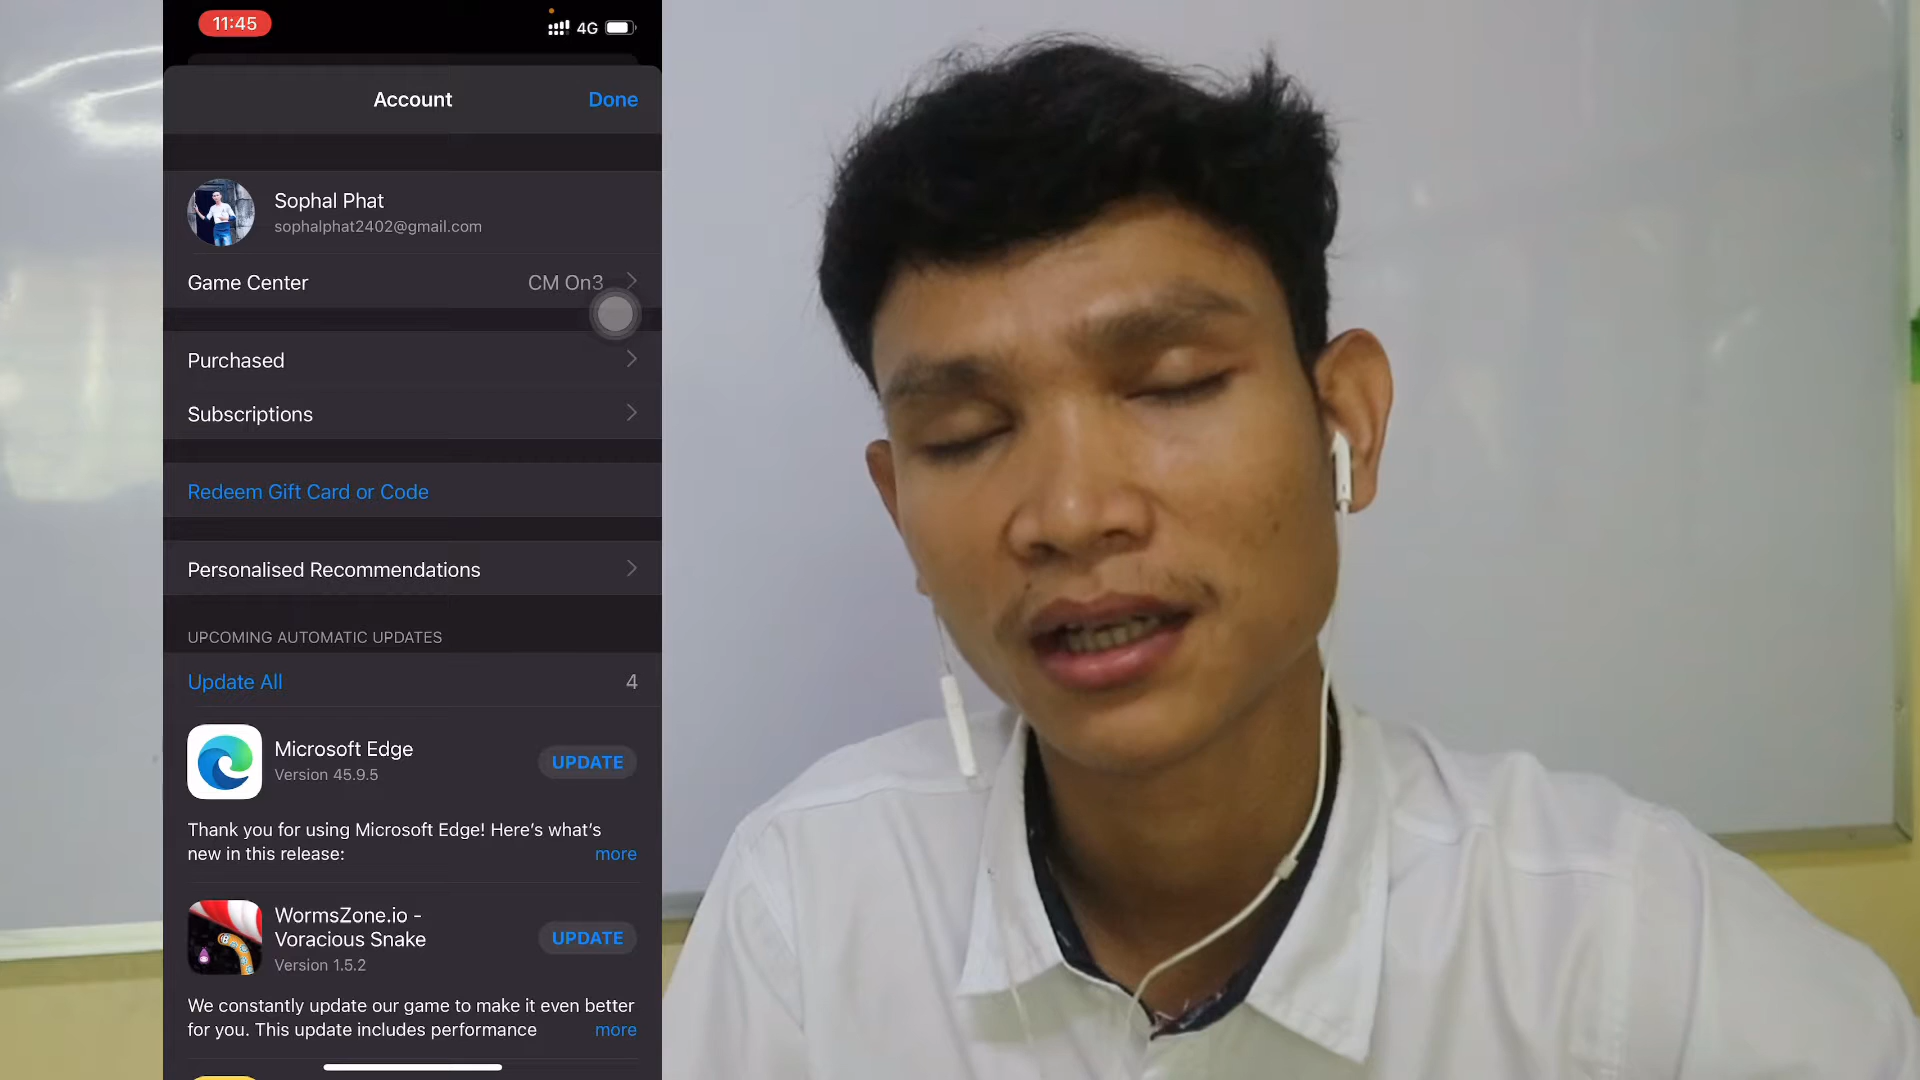 11:45
4G
Account
Done
Sophal Phat
sophalphat2402@gmail.com
Game Center
CM On3
Purchased
Subscriptions
Redeem Gift Card or Code
Personalised Recommendations
UPCOMING AUTOMATIC UPDATES
Update All
4
Microsoft Edge
Version 45.9.5
UPDATE
Thank you for using Microsoft Edge! Here’s what’s
new in this release:
more
WormsZone.io -
Voracious Snake
Version 1.5.2
UPDATE
We constantly update our game to make it even better
for you. This update includes performance
more